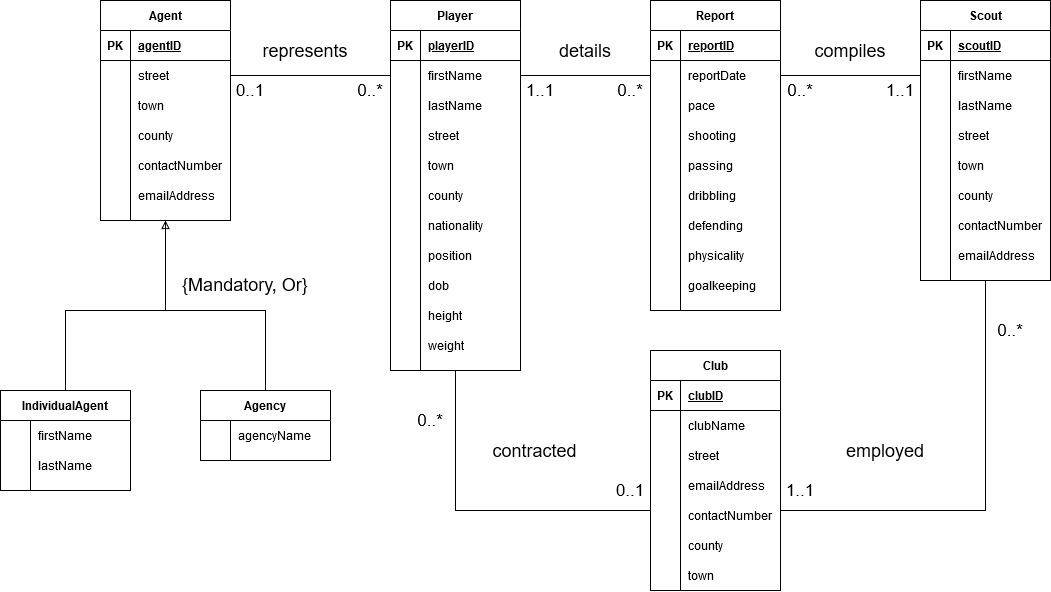 Agent
PK agentID
street
town
county
contactNumber
emailAddress
represents
0..1
0..*
Player
PK playerID
firstName
lastName
street
town
county
nationality
position
dob
height
weight
details
1..1
0..*
Report
PK reportID
reportDate
pace
shooting
passing
dribbling
defending
physicality
goalkeeping
compiles
0..*
1..1
Scout
PK scoutID
firstName
lastName
street
town
county
contactNumber
emailAddress
{Mandatory, Or}
IndividualAgent
firstName
lastName
Agency
agencyName
0..*
contracted
0..1
Club
PK clubID
clubName
street
emailAddress
contactNumber
county
town
0..*
employed
1..1